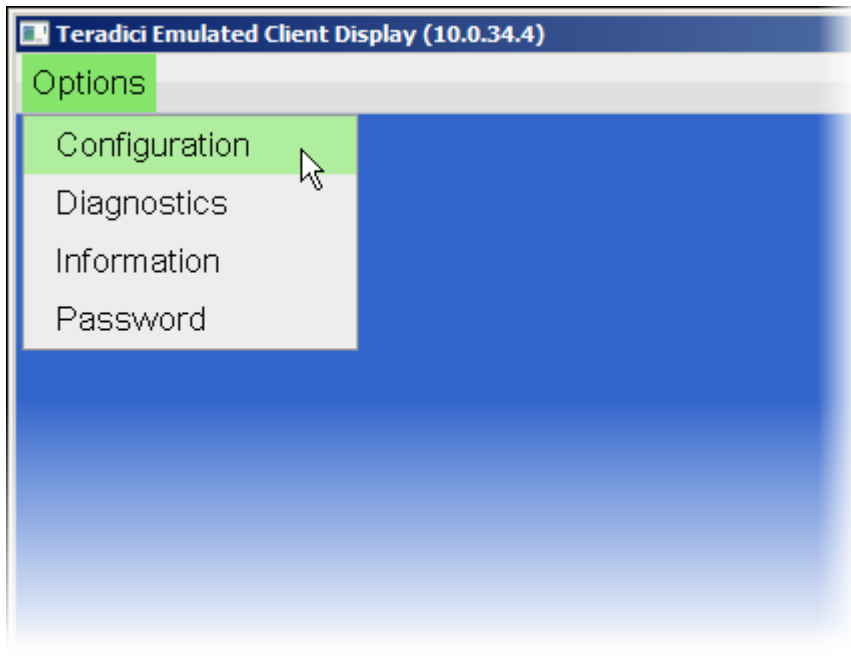 Teradici Emulated Client Display (10.0.34.4)
Options
Configuration
Diagnostics
Information
Password